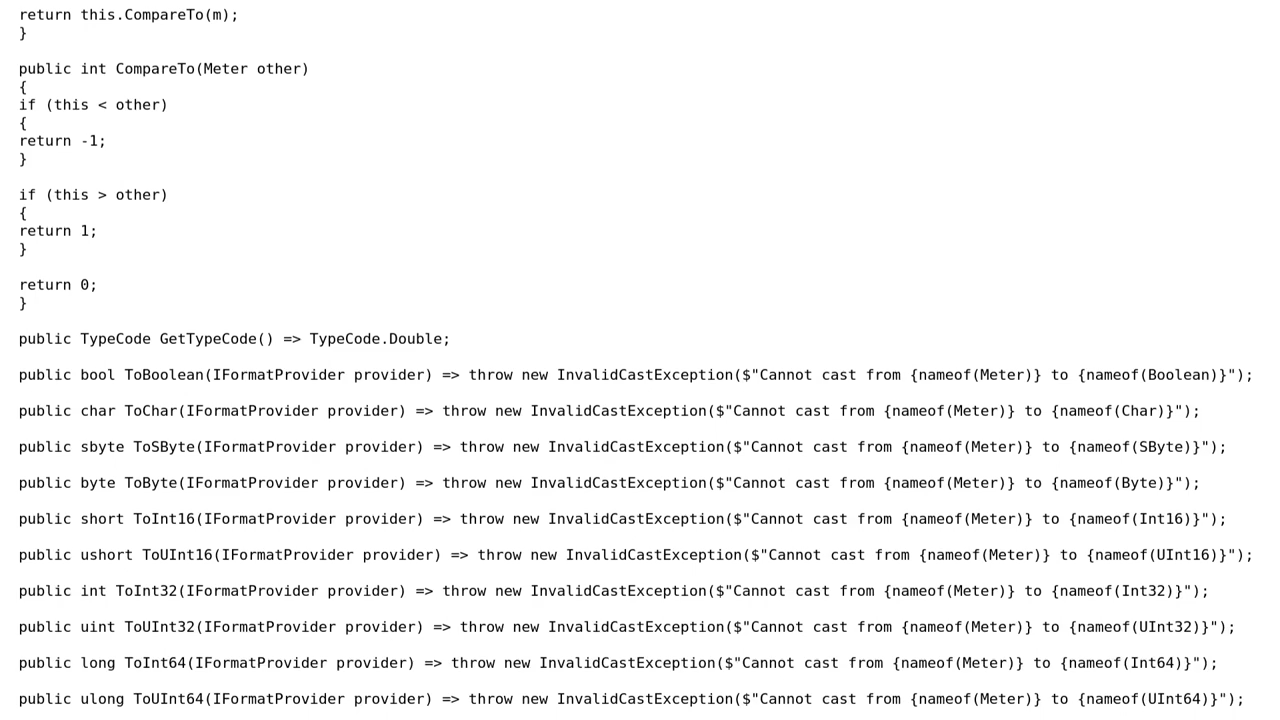 return this.CompareTo(m);
}
public int CompareTo(Meter other)
{
if (this < other)
{
return -1;
}
if (this > other)
{
return 1;
}
return 0;
}
public TypeCode GetTypeCode() => TypeCode.Double;
public bool ToBoolean(IFormatProvider provider) => throw new InvalidCastException($"Cannot cast from {nameof(Meter)} to {nameof(Boolean)}");
public char ToChar(IFormatProvider provider) => throw new InvalidCastException($"Cannot cast from {nameof(Meter)} to {nameof(Char)}");
public sbyte ToSByte(IFormatProvider provider) => throw new InvalidCastException($"Cannot cast from {nameof(Meter)} to {nameof(SByte)}");
public byte ToByte(IFormatProvider provider) => throw new InvalidCastException($"Cannot cast from {nameof(Meter)} to {nameof(Byte)}");
public short ToInt16(IFormatProvider provider) => throw new InvalidCastException($"Cannot cast from {nameof(Meter)} to {nameof(Int16)}");
public ushort ToUInt16(IFormatProvider provider) => throw new InvalidCastException($"Cannot cast from {nameof(Meter)} to {nameof(UInt16)}");
public int ToInt32(IFormatProvider provider) => throw new InvalidCastException($"Cannot cast from {nameof(Meter)} to {nameof(Int32)}");
public uint ToUInt32(IFormatProvider provider) => throw new InvalidCastException($"Cannot cast from {nameof(Meter)} to {nameof(UInt32)}");
public long ToInt64(IFormatProvider provider) => throw new InvalidCastException($"Cannot cast from {nameof(Meter)} to {nameof(Int64)}");
public ulong ToUInt64(IFormatProvider provider) => throw new InvalidCastException($"Cannot cast from {nameof(Meter)} to {nameof(UInt64)}");